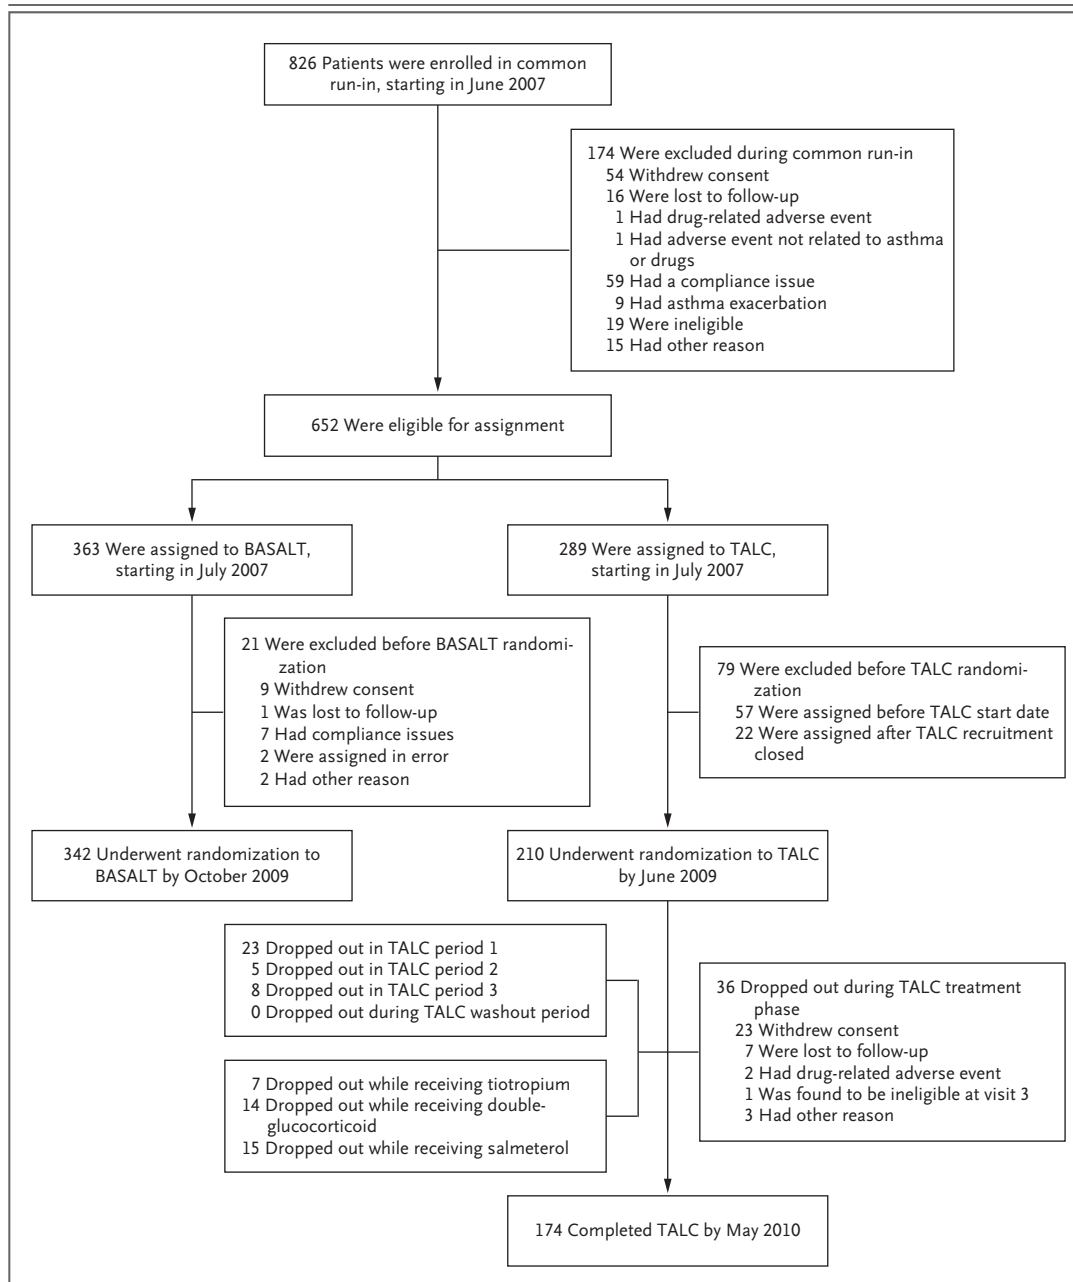 826 Patients were enrolled in common
run-in, starting in June 2007
174 Were excluded during common run-in
54 Withdrew consent
16 Were lost to follow-up
1 Had drug-related adverse event
1 Had adverse event not related to asthma
or drugs
59 Had a compliance issue
9 Had asthma exacerbation
19 Were ineligible
15 Had other reason
652 Were eligible for assignment
363 Were assigned to BASALT,
starting in July 2007
289 Were assigned to TALC,
starting in July 2007
21 Were excluded before BASALT randomi-
zation
9 Withdrew consent
1 Was lost to follow-up
7 Had compliance issues
2 Were assigned in error
2 Had other reason
79 Were excluded before TALC randomi-
zation
57 Were assigned before TALC start date
22 Were assigned after TALC recruitment
closed
342 Underwent randomization to
BASALT by October 2009
210 Underwent randomization to TALC
by June 2009
23 Dropped out in TALC period 1
5 Dropped out in TALC period 2
8 Dropped out in TALC period 3
0 Dropped out during TALC washout period
7 Dropped out while receiving tiotropium
14 Dropped out while receiving double-
glucocorticoid
15 Dropped out while receiving salmeterol
36 Dropped out during TALC treatment
phase
23 Withdrew consent
7 Were lost to follow-up
2 Had drug-related adverse event
1 Was found to be ineligible at visit 3
3 Had other reason
174 Completed TALC by May 2010